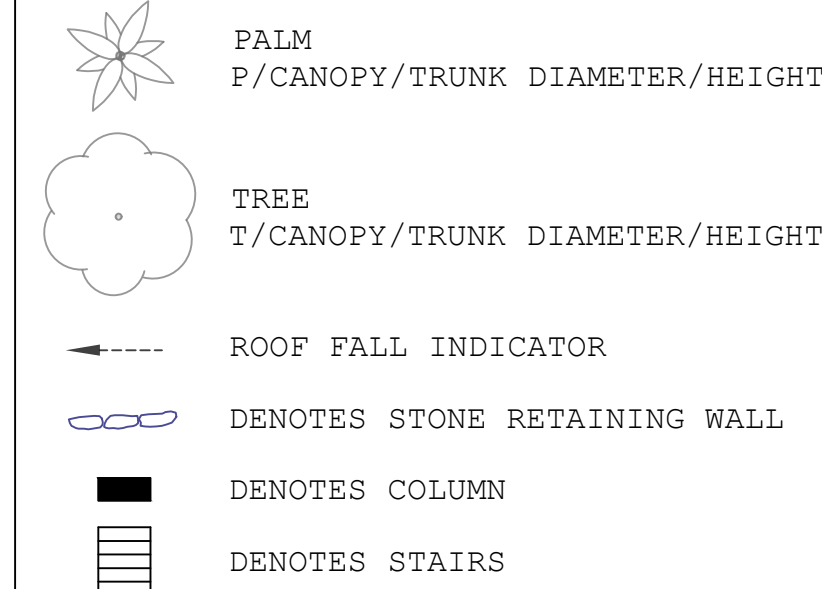 PALM
P/CANOPY/TRUNK DIAMETER/HEIGHT
TREE
T/CANOPY/TRUNK DIAMETER/HEIGHT
ROOF FALL INDICATOR
DENOTES STONE RETAINING WALL
DENOTES COLUMN
DENOTES STAIRS